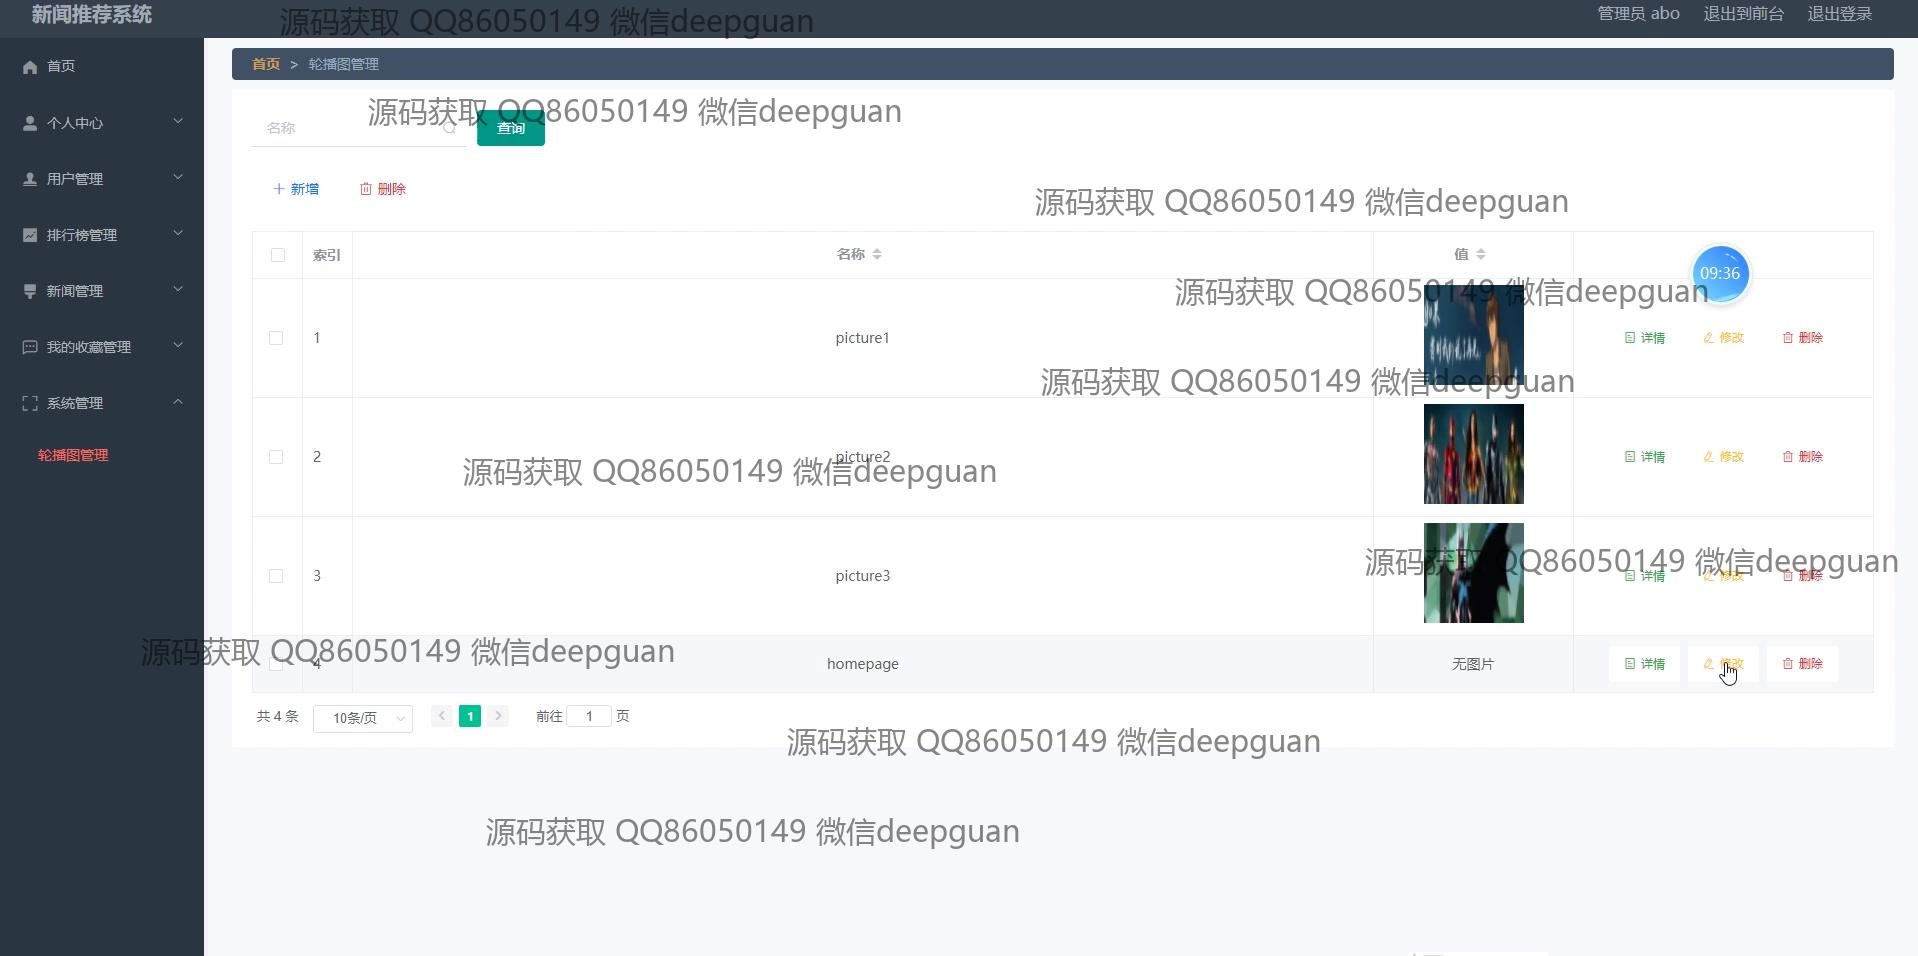 新闻推荐系统
源码获取 QQ86050149 微信deepguan
管理员 abo 退出到前台 退出登录
首页
个人中心
用户管理
排行榜管理
新闻管理
我的收藏管理
系统管理
轮播图管理
首页 > 轮播图管理
源码获取 QQ86050149 微信deepguan
名称 查询
新增 删除
源码获取 QQ86050149 微信deepguan
索引 名称 值
09:36
源码获取 QQ86050149 微信deepguan
1 picture1 详情 修改 删除
源码获取 QQ86050149 微信deepguan
2 picture2 详情 修改 删除
源码获取 QQ86050149 微信deepguan
源码获取 QQ86050149 微信deepguan
3 picture3 详情 修改 删除
源码获取 QQ86050149 微信deepguan
4 homepage 无图片 详情 修改 删除
共 4 条 10条/页 1 前往 1 页
源码获取 QQ86050149 微信deepguan
源码获取 QQ86050149 微信deepguan